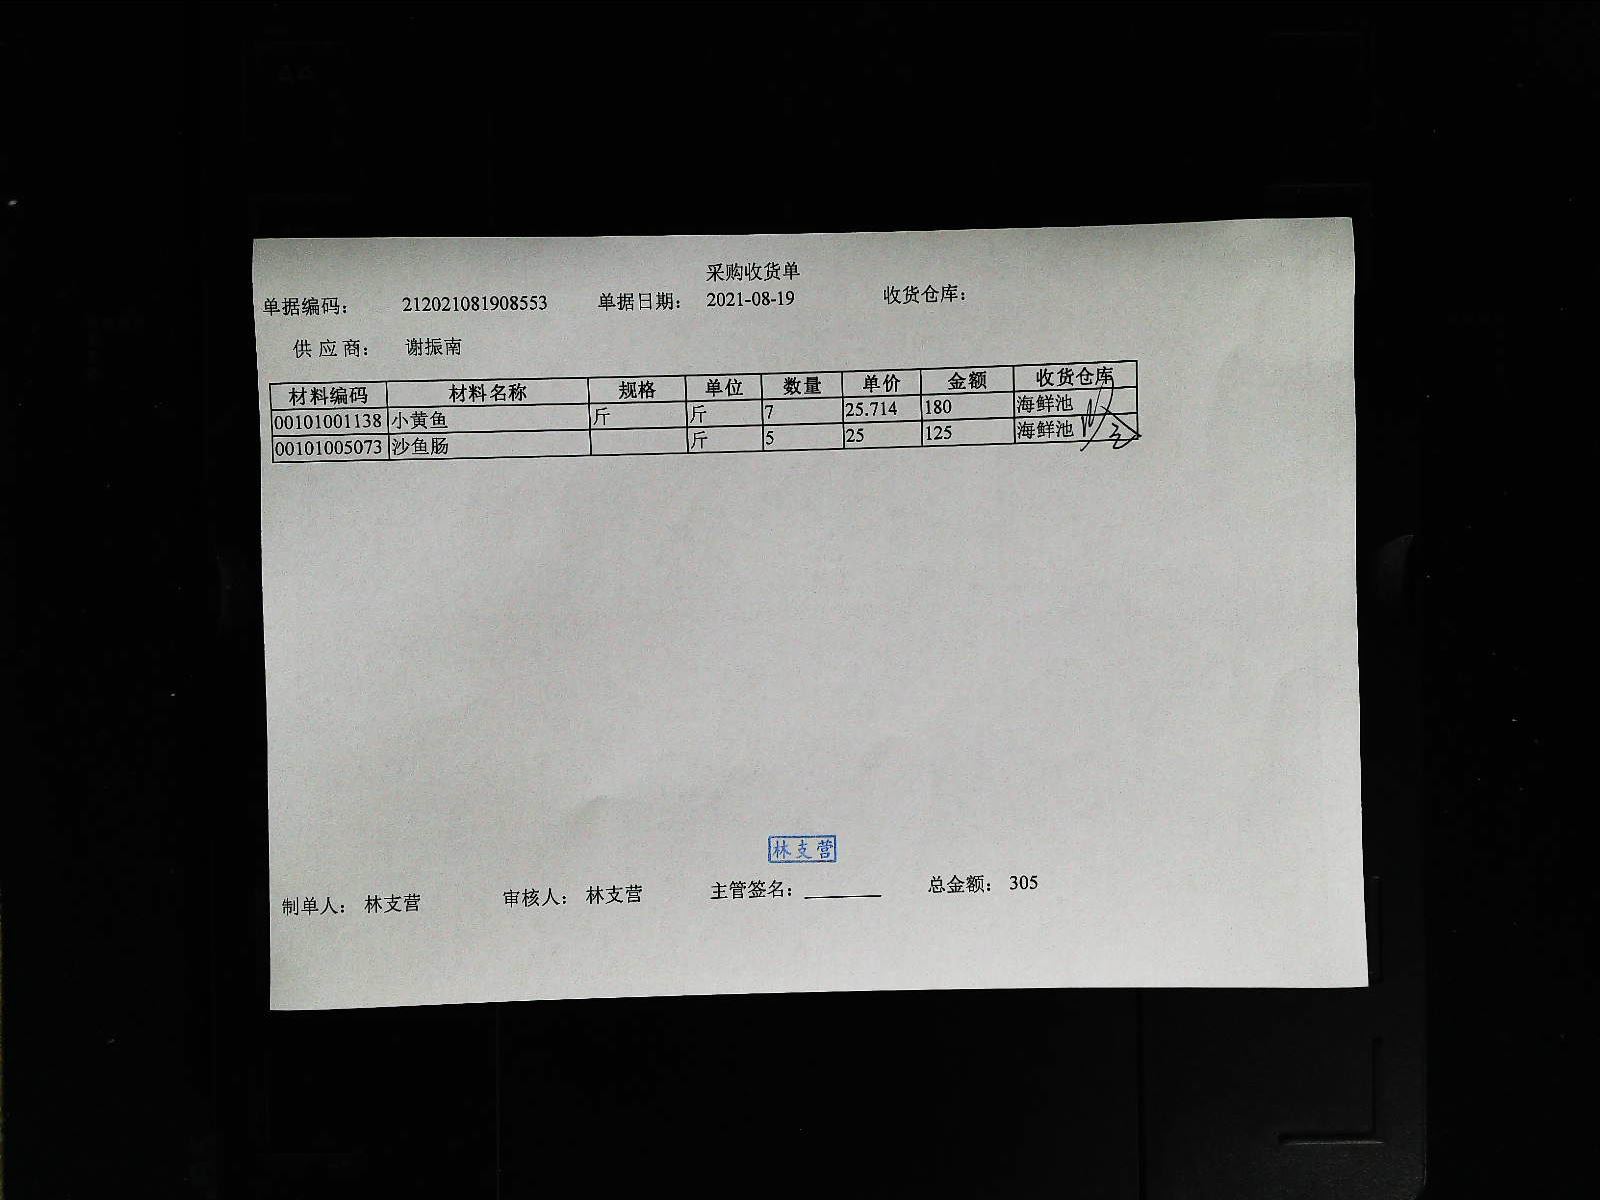 采购收货单
单据编码： 212021081908553 单据日期： 2021-08-19 收货仓库：
供 应 商： 谢振南
材料编码 材料名称 规格 单位 数量 单价 金额 收货仓库
00101001138 小黄鱼 斤 斤 7 25.714 180 海鲜池
00101005073 沙鱼肠 斤 5 25 125 海鲜池
林支营
制单人： 林支营 审核人： 林支营 主管签名： 总金额： 305